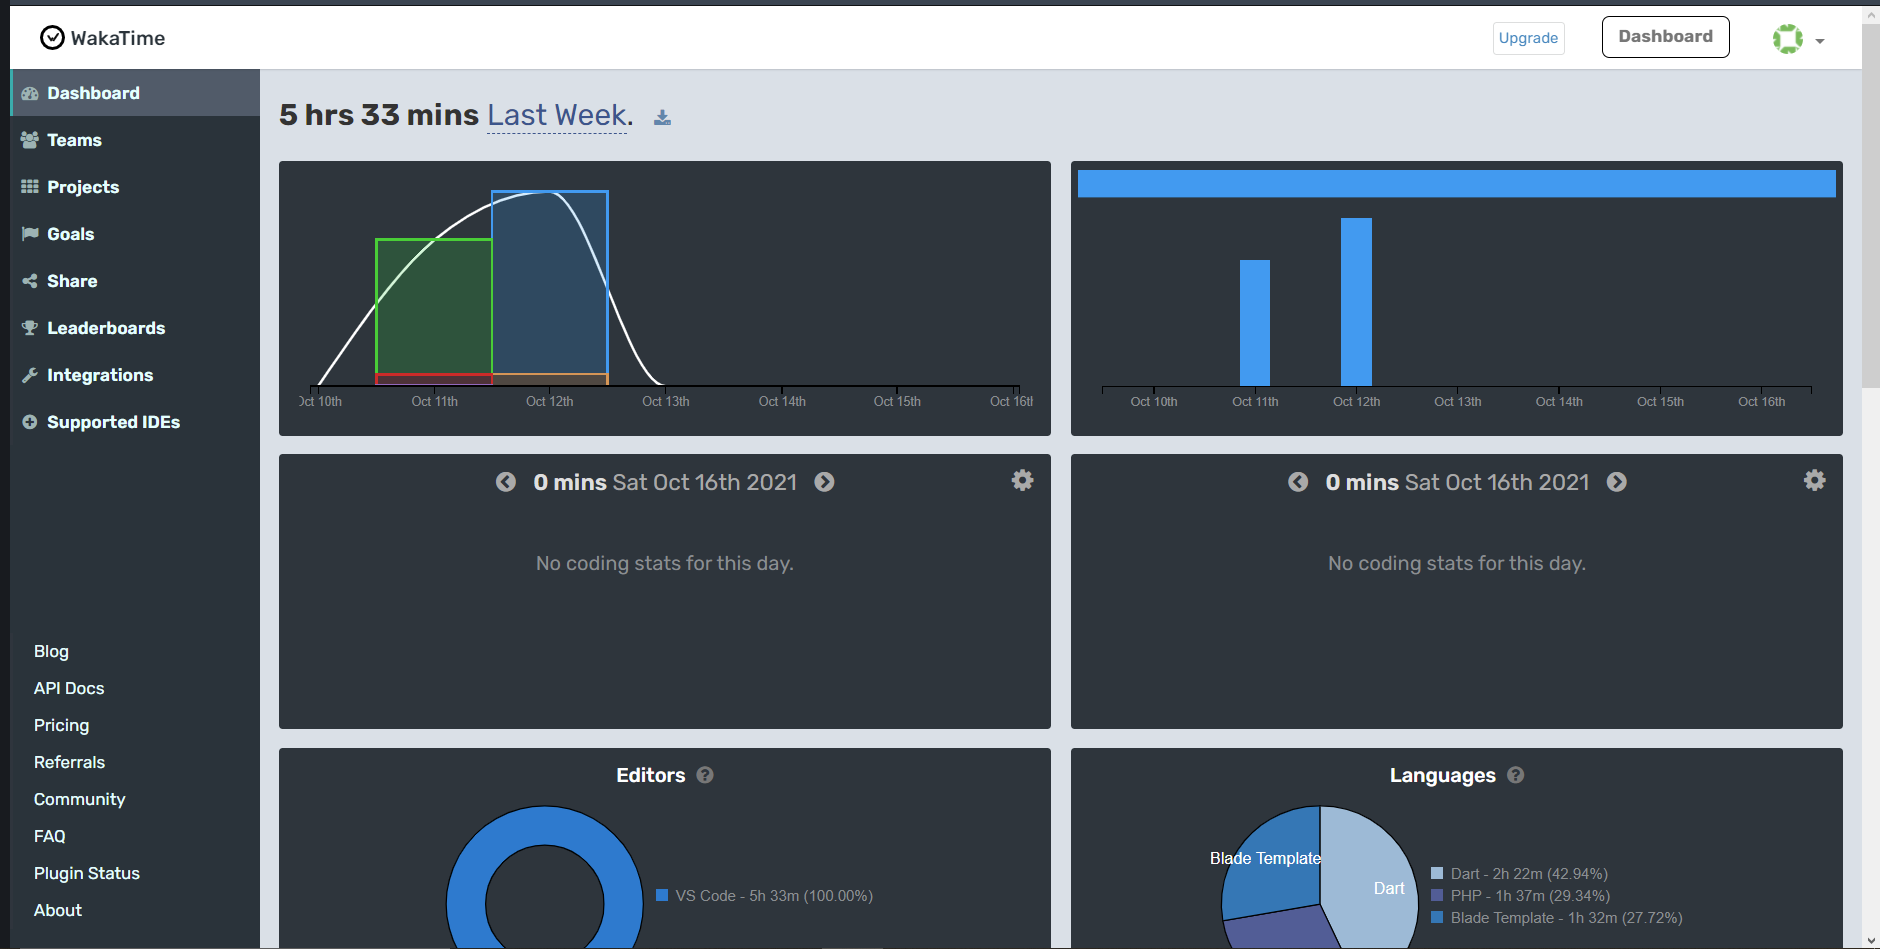 WakaTime
Upgrade
Dashboard
Dashboard
Teams
Projects
Goals
Share
Leaderboards
Integrations
Supported IDEs
Blog
API Docs
Pricing
Referrals
Community
FAQ
Plugin Status
About
5 hrs 33 mins Last Week.
Oct 10th Oct 11th Oct 12th Oct 13th Oct 14th Oct 15th Oct 16th
Oct 10th Oct 11th Oct 12th Oct 13th Oct 14th Oct 15th Oct 16th
0 mins Sat Oct 16th 2021
No coding stats for this day.
0 mins Sat Oct 16th 2021
No coding stats for this day.
Editors ?
VS Code - 5h 33m (100.00%)
Languages ?
Blade Template
Dart
Dart - 2h 22m (42.94%)
PHP - 1h 37m (29.34%)
Blade Template - 1h 32m (27.72%)